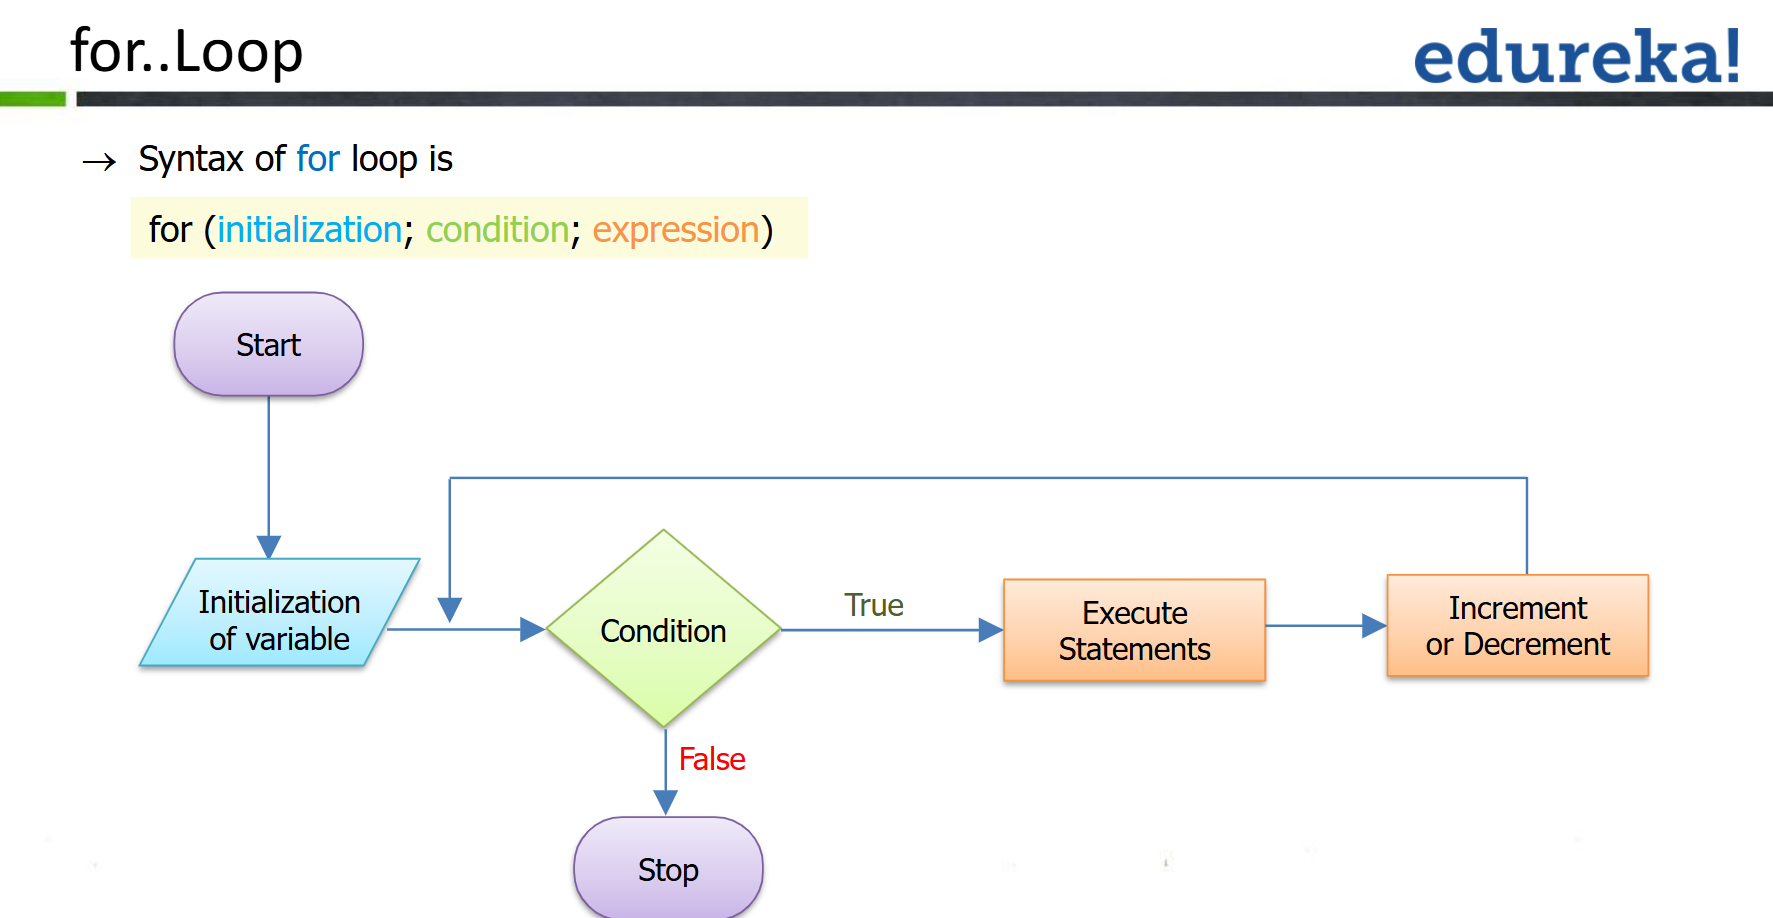 for..Loop
edureka!
→ Syntax of for loop is
for (initialization; condition; expression)
Start
Initialization
of variable
Condition
True
Execute
Statements
Increment
or Decrement
False
Stop